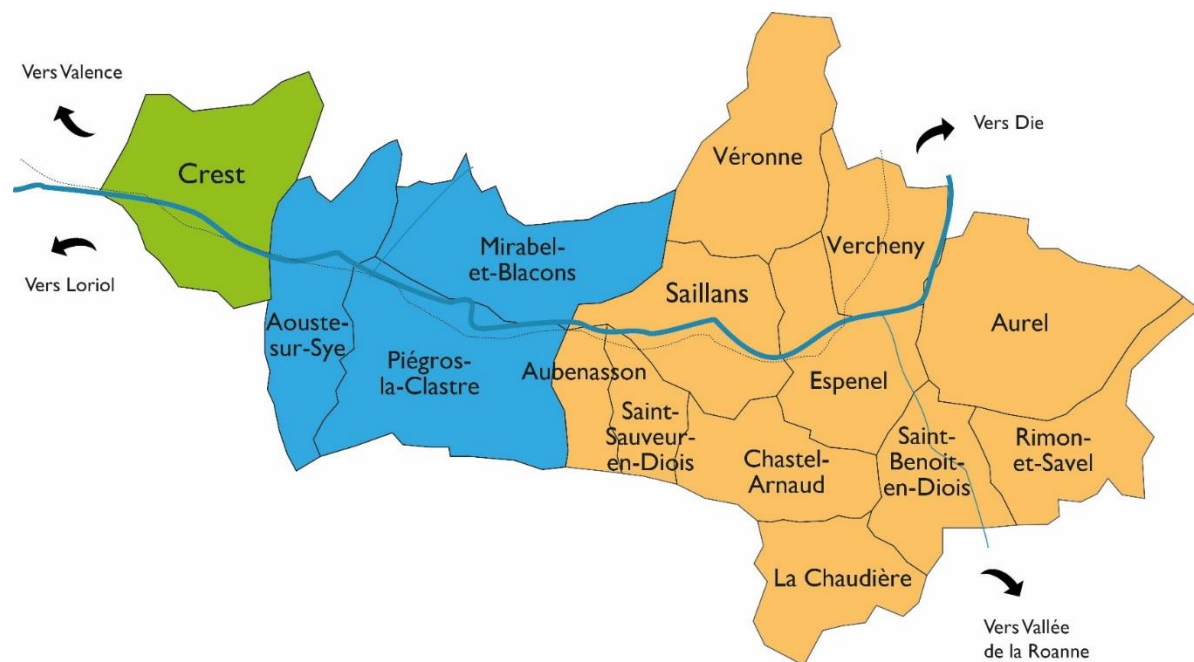 Vers Valence
Crest
Vers Loriol
Aouste-
sur-Sye
Mirabel-
et-Blacons
Piégros-
la-Clastre
Véronne
Vers Die
Vercheny
Saillans
Aurel
Aubenasson
Espenel
Saint-
Sauveur-
en-Diois
Chastel-
Arnaud
Saint-
Benoit-
en-Diois
Rimon-
et-Savel
La Chaudière
Vers Vallée
de la Roanne